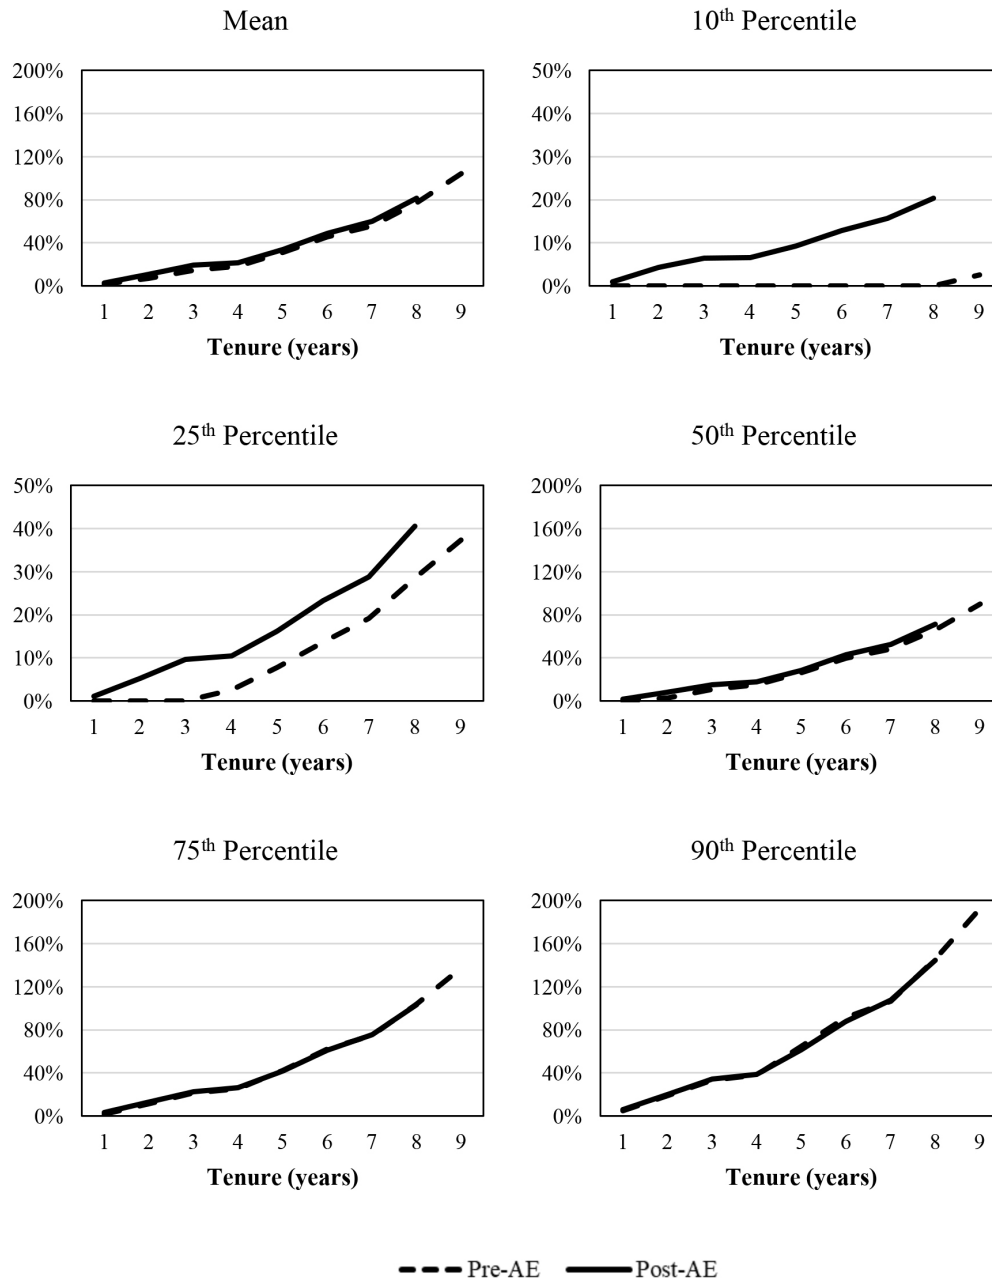 Mean
200%
160%
120%
80%
40%
0%
1 2 3 4 5 6 7 8 9
Tenure (years)
10th Percentile
50%
40%
30%
20%
10%
0%
1 2 3 4 5 6 7 8 9
Tenure (years)
25th Percentile
50%
40%
30%
20%
10%
0%
1 2 3 4 5 6 7 8 9
Tenure (years)
50th Percentile
200%
160%
120%
80%
40%
0%
1 2 3 4 5 6 7 8 9
Tenure (years)
75th Percentile
200%
160%
120%
80%
40%
0%
1 2 3 4 5 6 7 8 9
Tenure (years)
90th Percentile
200%
160%
120%
80%
40%
0%
1 2 3 4 5 6 7 8 9
Tenure (years)
Pre-AE Post-AE